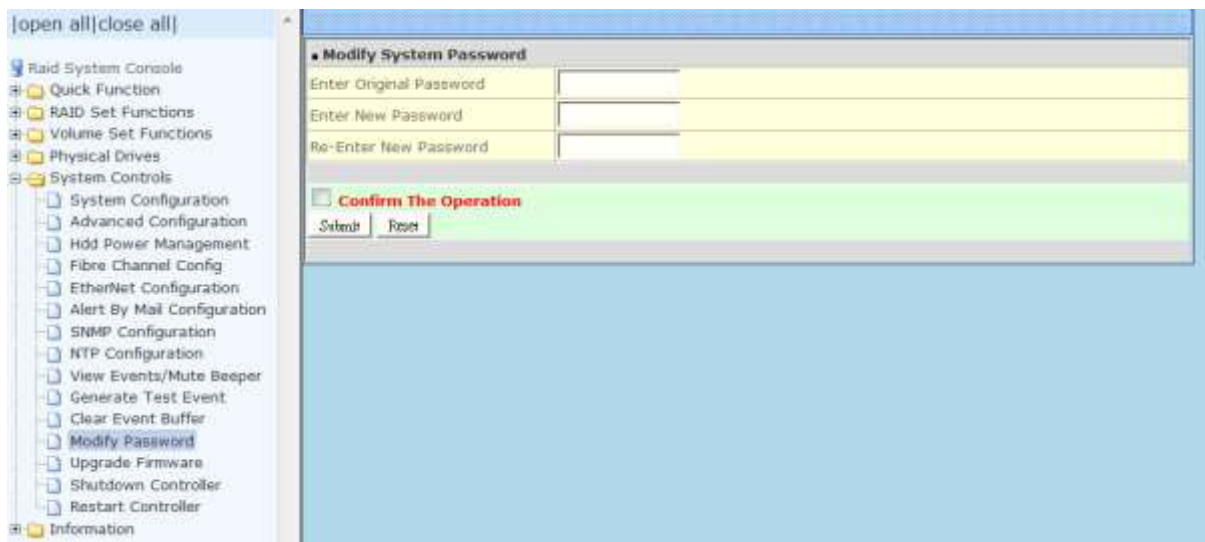 |open all|close all|
Raid System Console
Quick Function
RAID Set Functions
Volume Set Functions
Physical Drives
System Controls
System Configuration
Advanced Configuration
Hdd Power Management
Fibre Channel Config
EtherNet Configuration
Alert By Mail Configuration
SNMP Configuration
NTP Configuration
View Events/Mute Beeper
Generate Test Event
Clear Event Buffer
Modify Password
Upgrade Firmware
Shutdown Controller
Restart Controller
Information
▪ Modify System Password
Enter Original Password
Enter New Password
Re-Enter New Password
Confirm The Operation
Submit Reset